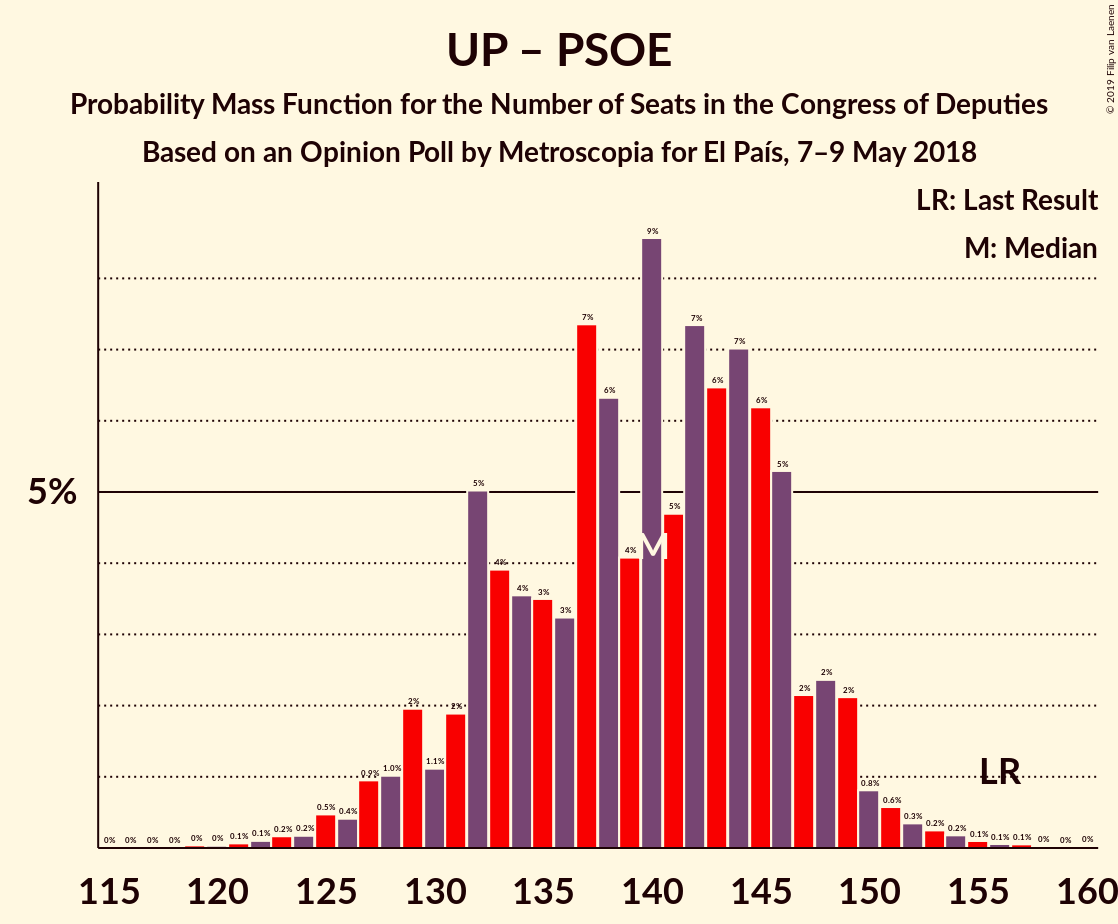 UP – PSOE
Probability Mass Function for the Number of Seats in the Congress of Deputies
Based on an Opinion Poll by Metroscopia for El País, 7–9 May 2018
© 2019 Filip van Laenen
LR: Last Result
M: Median
5%
0% 0% 0% 0% 0% 0% 0.1% 0.1% 0.2% 0.2% 0.5% 0.4% 0.9% 1.0% 2% 1.1% 2% 5% 4% 4% 3% 3% 7% 6% 4% 9% 5% 7% 6% 7% 6% 5% 2% 2% 2% 0.8% 0.6% 0.3% 0.2% 0.2% 0.1% 0.1% 0.1% 0% 0% 0%
M
LR
115 120 125 130 135 140 145 150 155 160